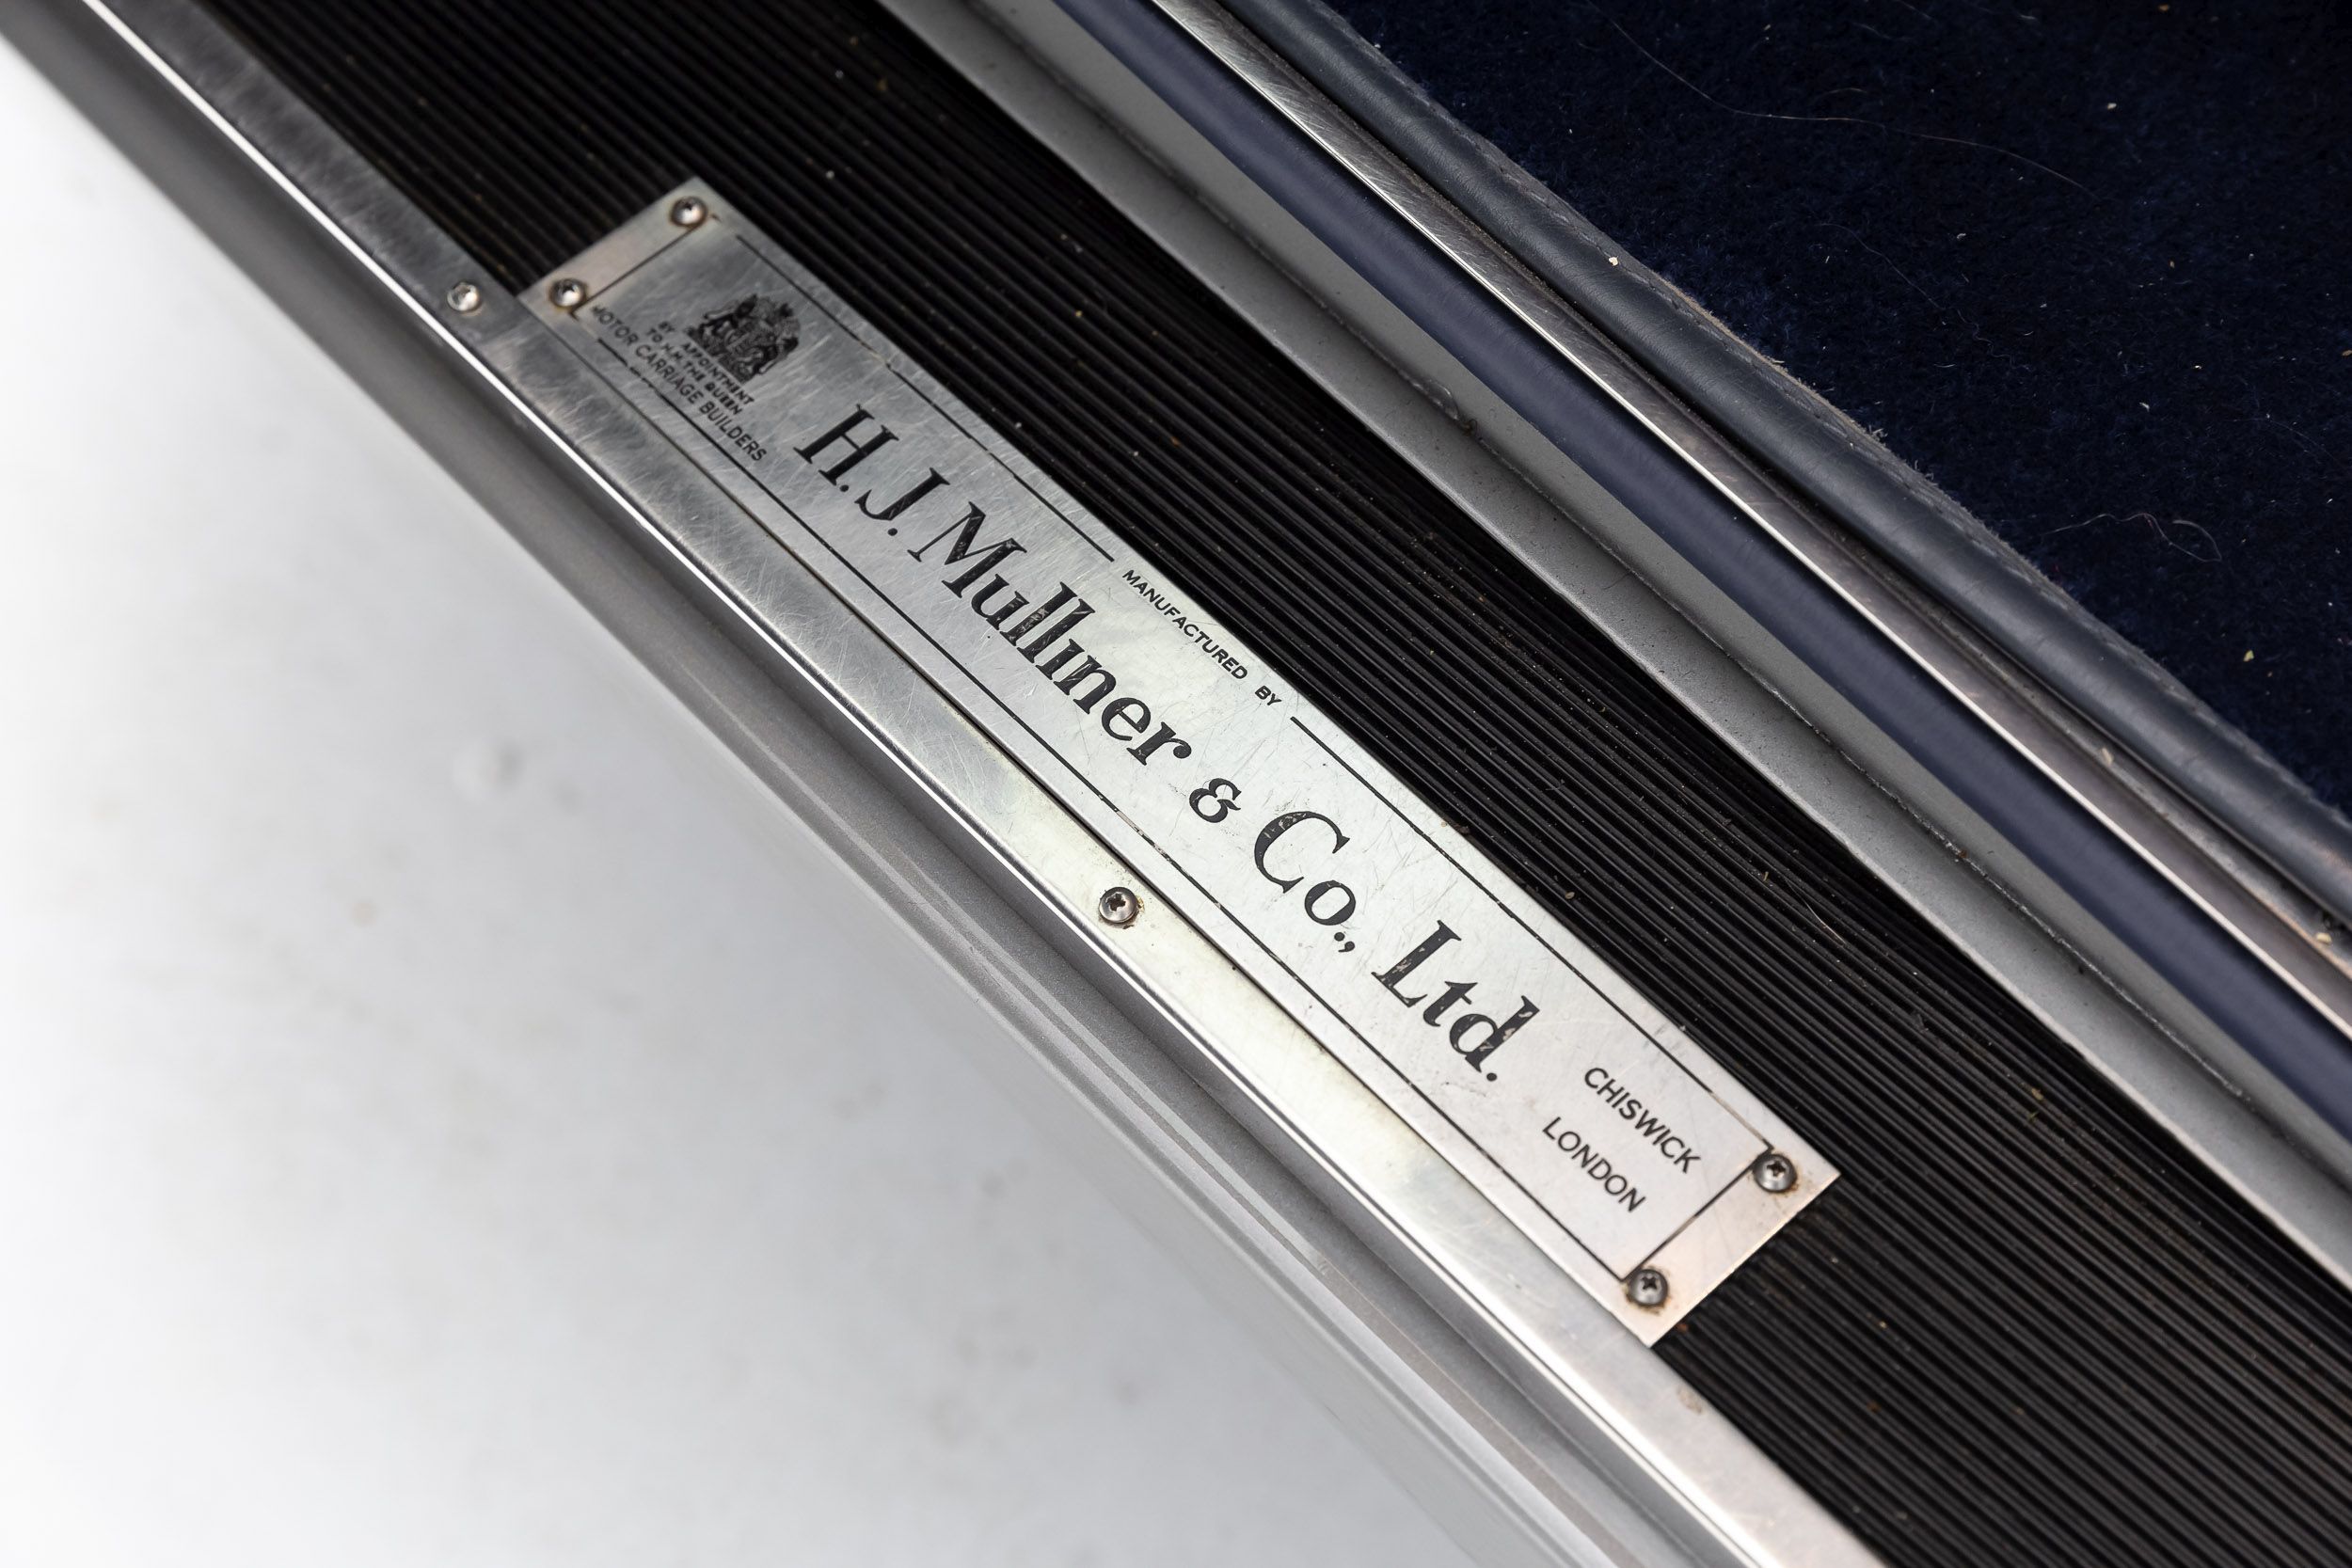 BY
APPOINTMENT
TO H.M. THE QUEEN
MOTOR CARRIAGE BUILDERS
MANUFACTURED BY
H. J. Mulliner & Co., Ltd.
CHISWICK
LONDON